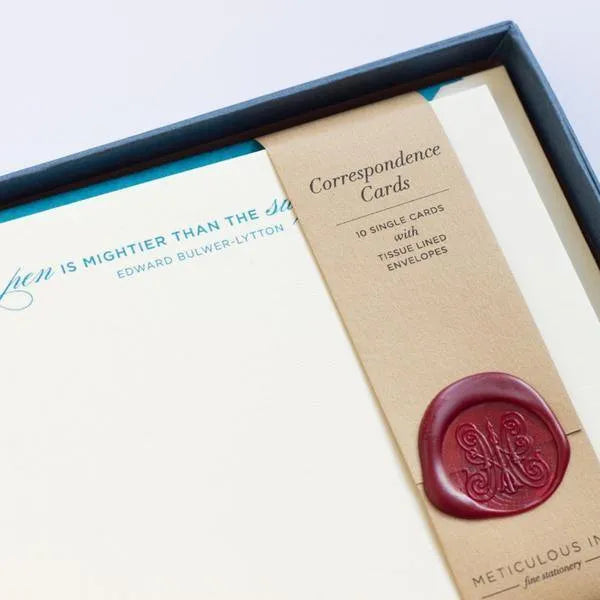 pen IS MIGHTIER THAN THE
EDWARD BULWER-LYTTON
Correspondence
Cards
10 SINGLE CARDS
with
TISSUE LINED
ENVELOPES
METICULOUS IN
fine stationery